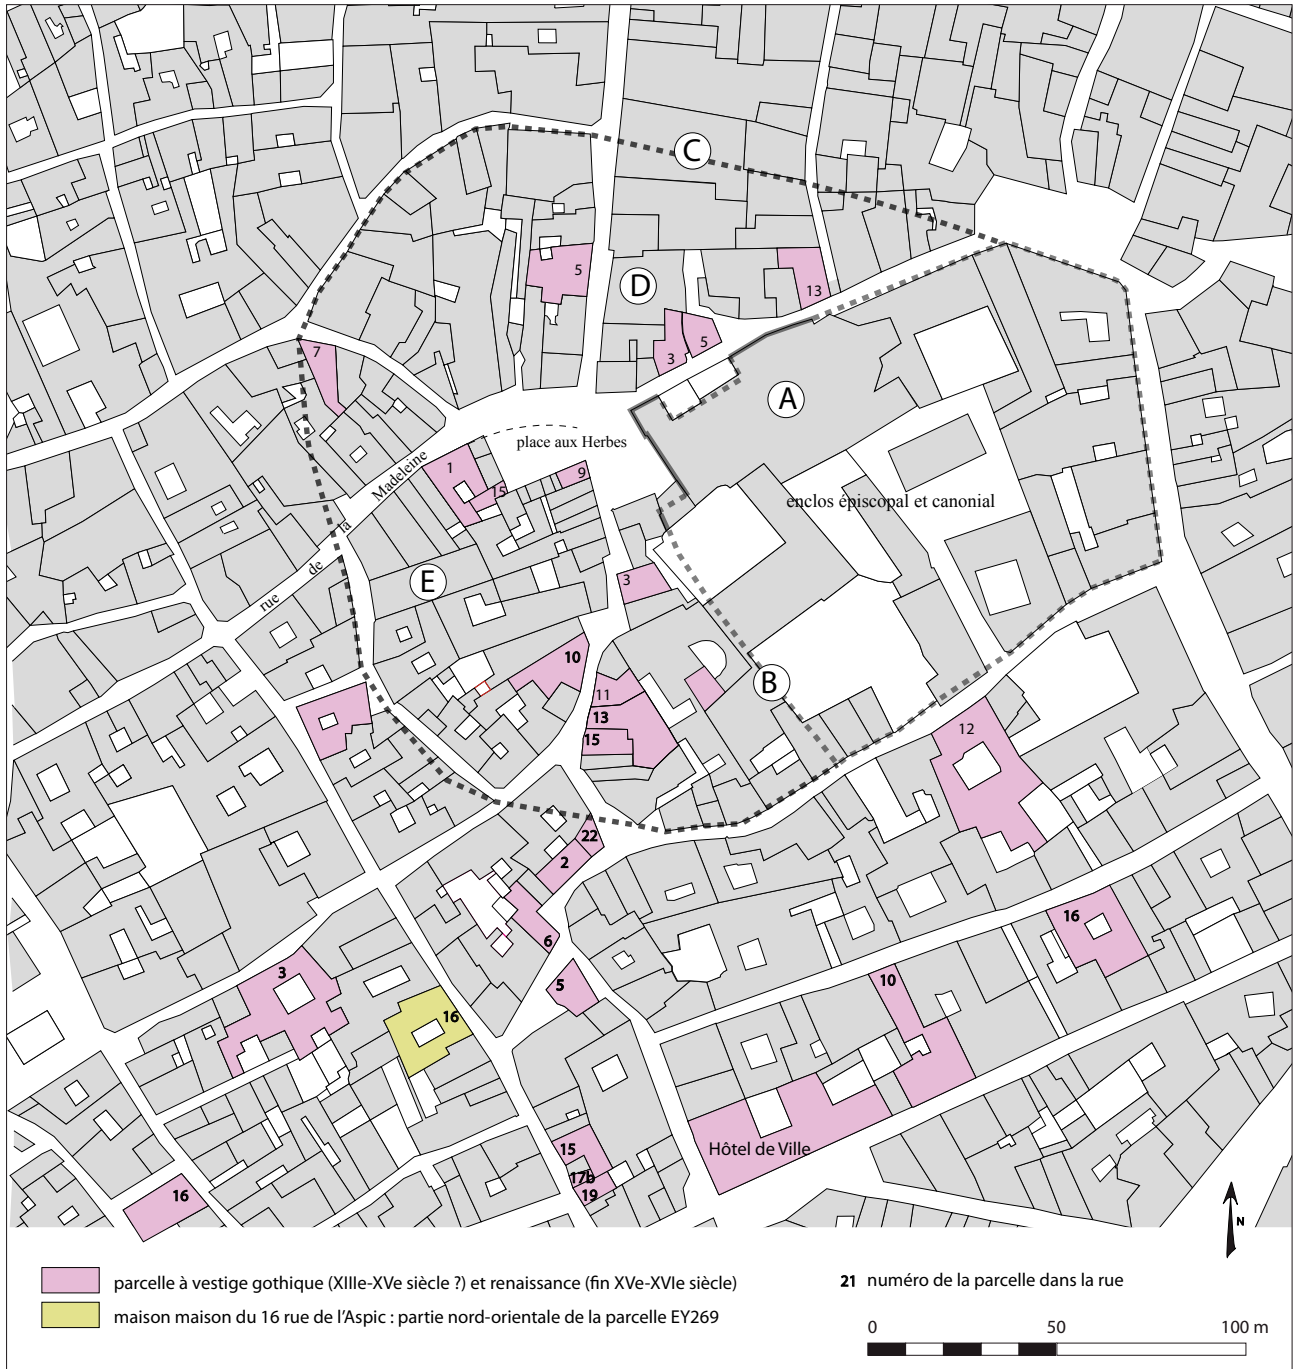 C
5
D
13
5
3
7
A
place aux Herbes
1
9
15
rue de la Madeleine
enclos épiscopal et canonial
E
3
10
B
11
13
15
12
22
2
6
16
3
5
10
16
15
17b
19
Hôtel de Ville
16
N
parcelle à vestige gothique (XIIIe-XVe siècle ?) et renaissance (fin XVe-XVIe siècle)
21 numéro de la parcelle dans la rue
maison maison du 16 rue de l'Aspic : partie nord-orientale de la parcelle EY269
0 50 100 m